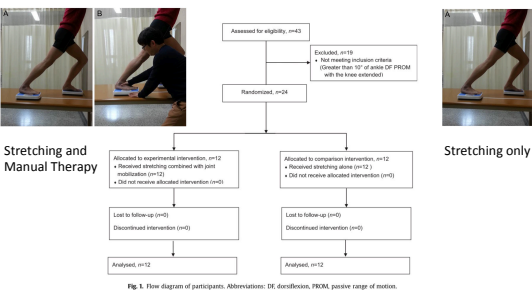 A
B
A
Assessed for eligibility, n=43
Excluded, n=19
• Not meeting inclusion criteria
(Greater than 10° of ankle DF PROM
with the knee extended)
Randomized, n=24
Stretching and
Manual Therapy
Stretching only
Allocated to experimental intervention, n=12
• Received stretching combined with joint
mobilization (n=12)
• Did not receive allocated intervention (n=0)
Allocated to comparison intervention, n=12
• Received stretching alone (n=12 )
• Did not receive allocated intervention (n=0)
Lost to follow-up (n=0)
Discontinued intervention (n=0)
Lost to follow-up (n=0)
Discontinued intervention (n=0)
Analysed, n=12
Analysed, n=12
Fig. 1. Flow diagram of participants. Abbreviations: DF, dorsiflexion, PROM, passive range of motion.